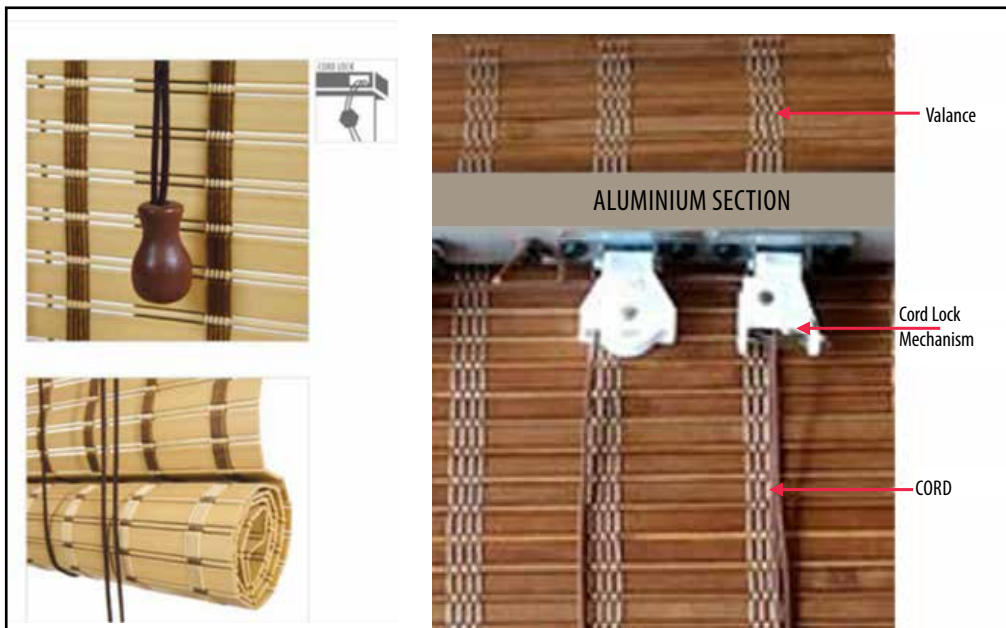 CORD LOCK
Valance
ALUMINIUM SECTION
Cord Lock
Mechanism
CORD